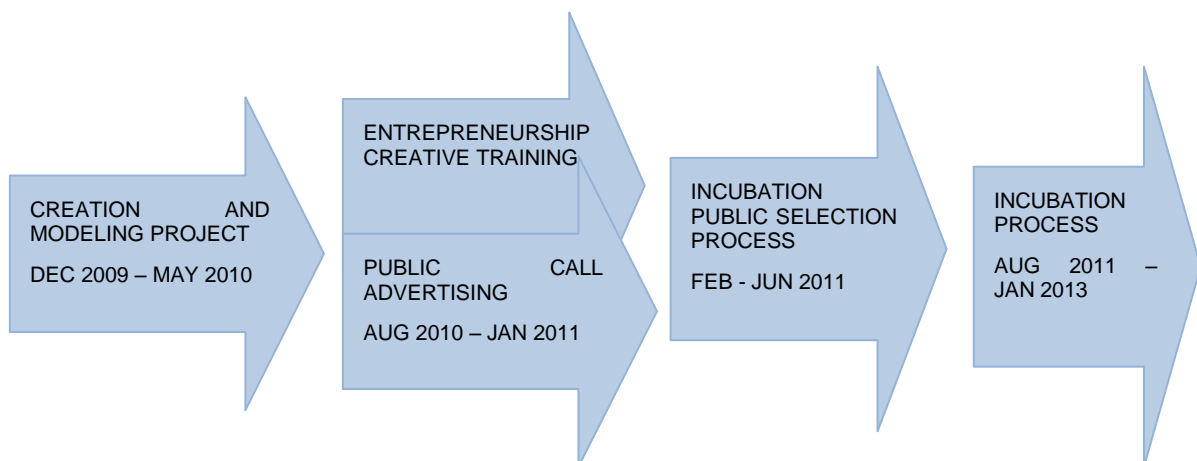 CREATION AND
MODELING PROJECT
DEC 2009 – MAY 2010
ENTREPRENEURSHIP
CREATIVE TRAINING
PUBLIC CALL
ADVERTISING
AUG 2010 – JAN 2011
INCUBATION
PUBLIC SELECTION
PROCESS
FEB - JUN 2011
INCUBATION
PROCESS
AUG 2011 –
JAN 2013